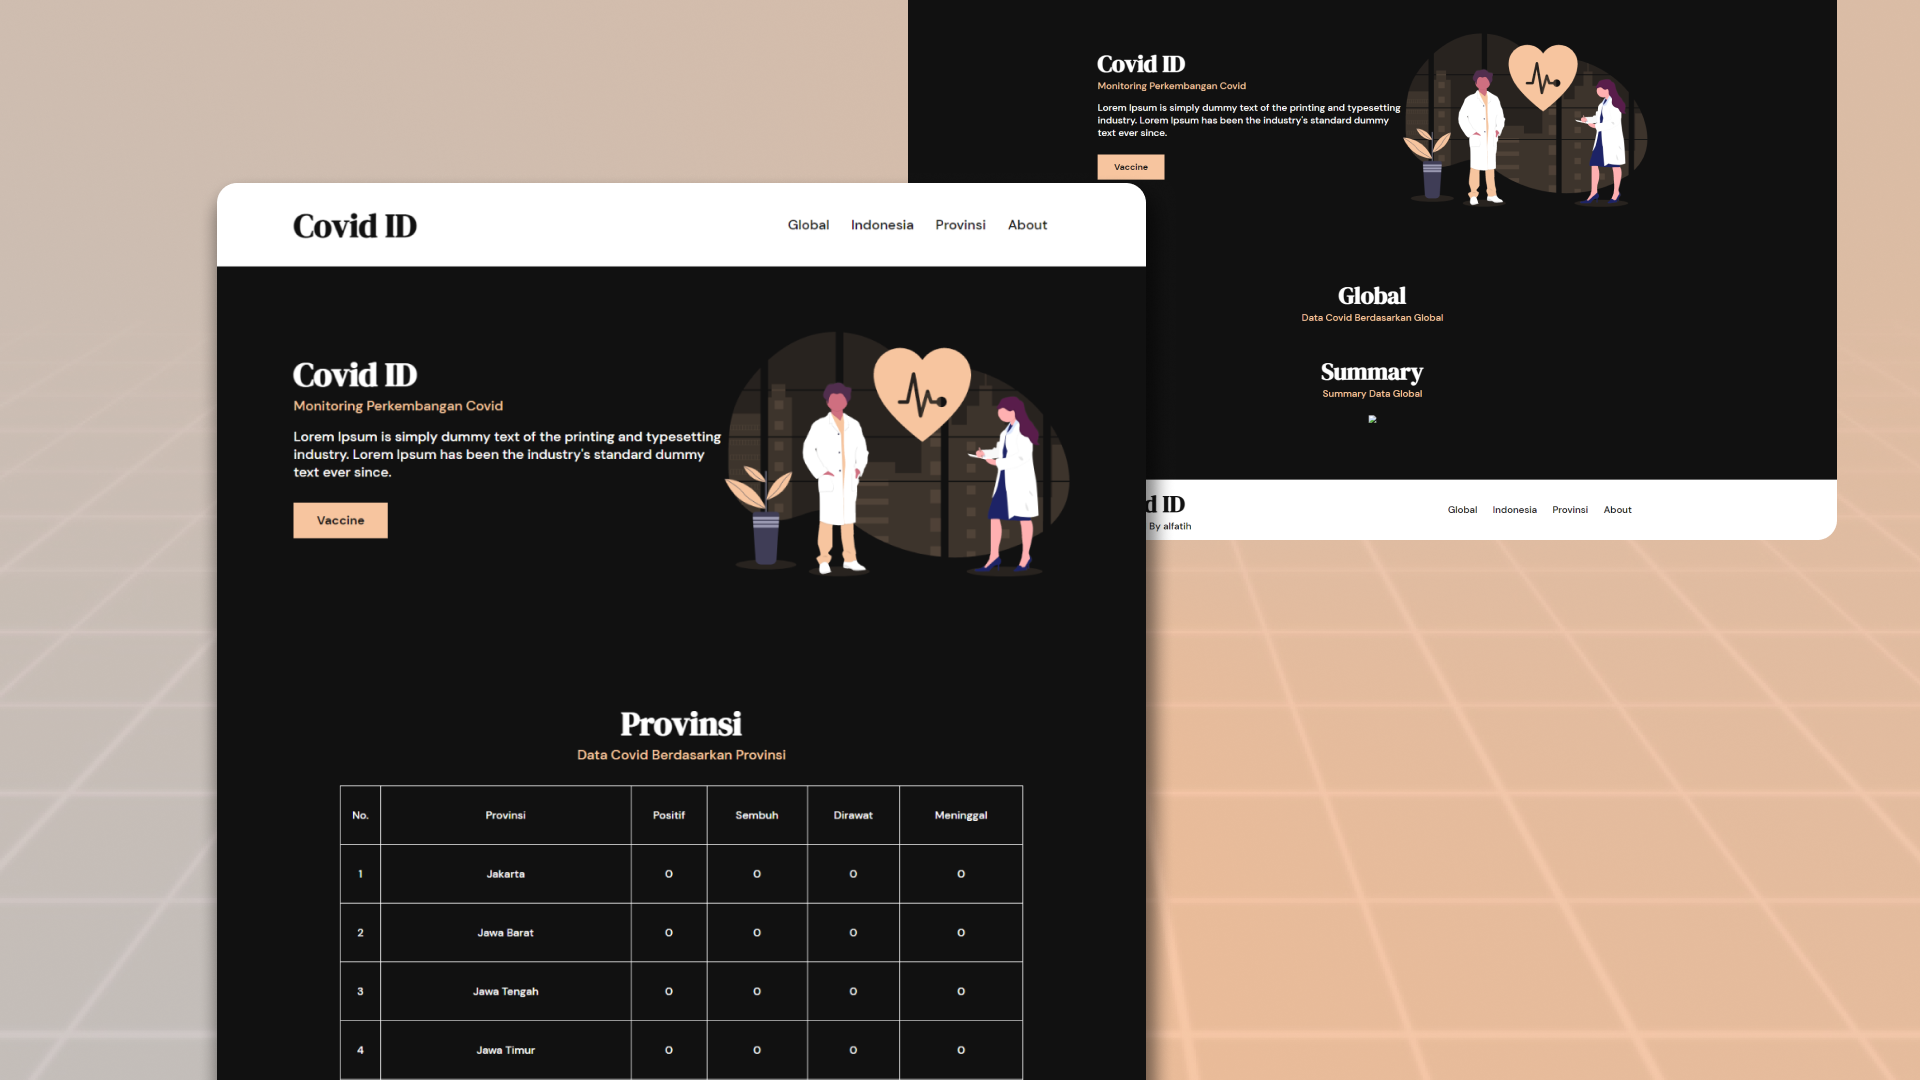 Covid ID
Global Indonesia Provinsi About
Covid ID
Monitoring Perkembangan Covid
Lorem Ipsum is simply dummy text of the printing and typesetting
industry. Lorem Ipsum has been the industry's standard dummy
text ever since.
Vaccine
Provinsi
Data Covid Berdasarkan Provinsi
No. Provinsi Positif Sembuh Dirawat Meninggal
1 Jakarta 0 0 0 0
2 Jawa Barat 0 0 0 0
3 Jawa Tengah 0 0 0 0
4 Jawa Timur 0 0 0 0
Covid ID
Monitoring Perkembangan Covid
Lorem Ipsum is simply dummy text of the printing and typesetting
industry. Lorem Ipsum has been the industry's standard dummy
text ever since.
Vaccine
Global
Data Covid Berdasarkan Global
Summary
Summary Data Global
d ID
By alfatih
Global Indonesia Provinsi About